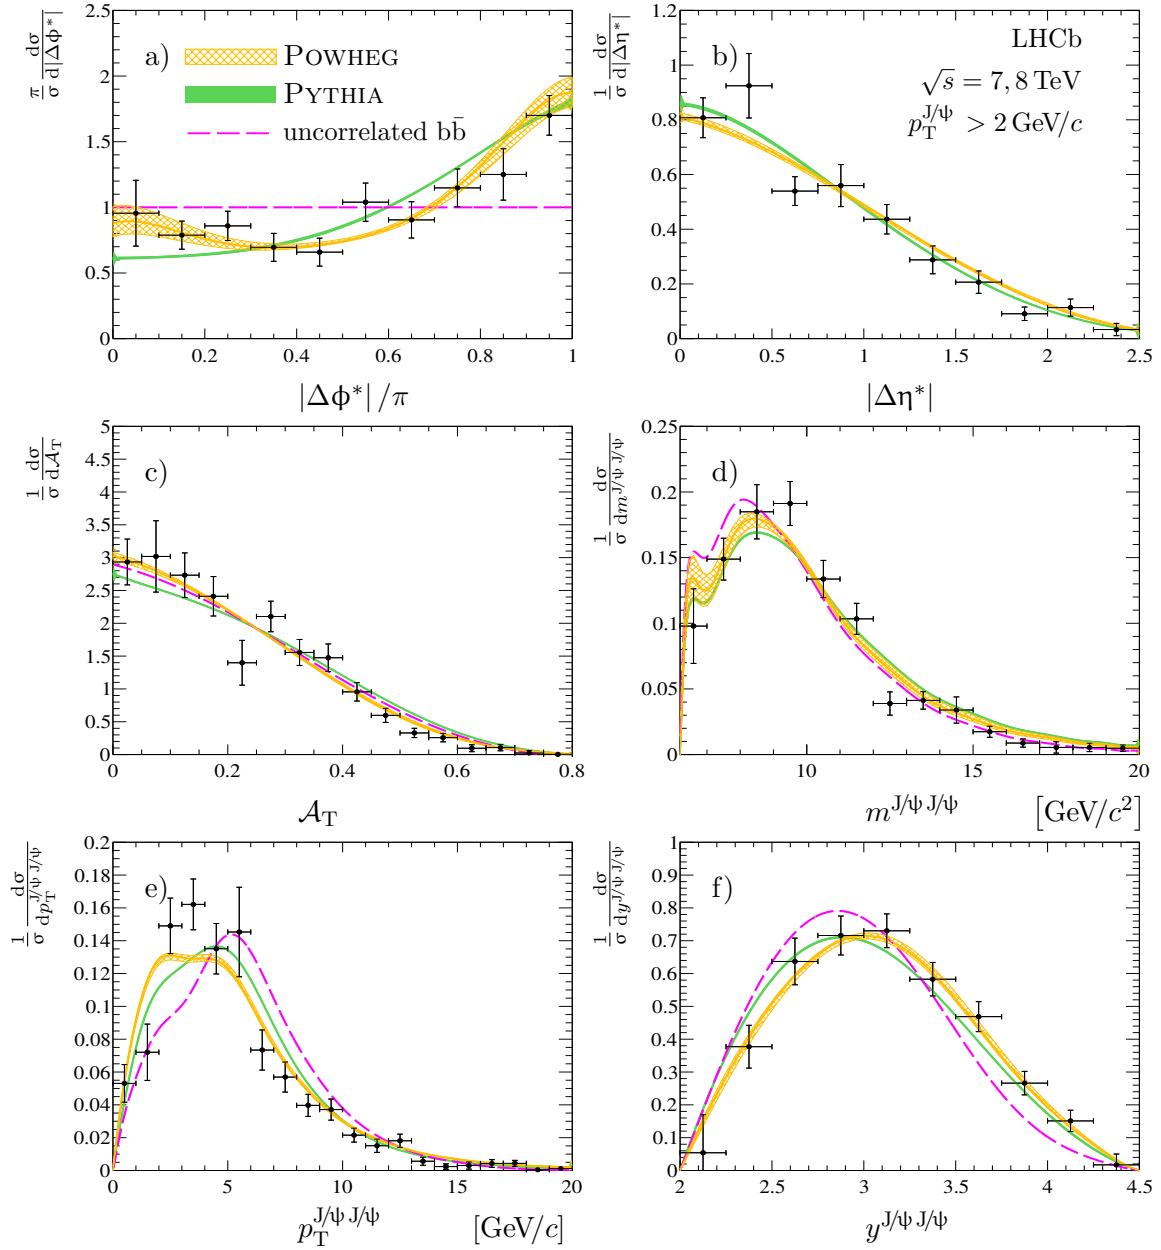 π/σ dσ/d|Δϕ*|
a)
POWHEG
PYTHIA
uncorrelated bb̄
0 0.5 1 1.5 2 2.5
0 0.2 0.4 0.6 0.8 1
|Δϕ*|/π
1/σ dσ/d|Δη*|
b)
LHCb
√s = 7, 8 TeV
p_T^{J/ψ} > 2 GeV/c
0 0.2 0.4 0.6 0.8 1 1.2
0 0.5 1 1.5 2 2.5
|Δη*|
1/σ dσ/d𝒜_T
c)
0 0.5 1 1.5 2 2.5 3 3.5 4 4.5 5
0 0.2 0.4 0.6 0.8
𝒜_T
1/σ dσ/dm^{J/ψ J/ψ}
d)
0 0.05 0.1 0.15 0.2 0.25
10 15 20
m^{J/ψ J/ψ} [GeV/c²]
1/σ dσ/dp_T^{J/ψ J/ψ}
e)
0 0.02 0.04 0.06 0.08 0.1 0.12 0.14 0.16 0.18 0.2
0 5 10 15 20
p_T^{J/ψ J/ψ} [GeV/c]
1/σ dσ/dy^{J/ψ J/ψ}
f)
0 0.1 0.2 0.3 0.4 0.5 0.6 0.7 0.8 0.9 1
2 2.5 3 3.5 4 4.5
y^{J/ψ J/ψ}